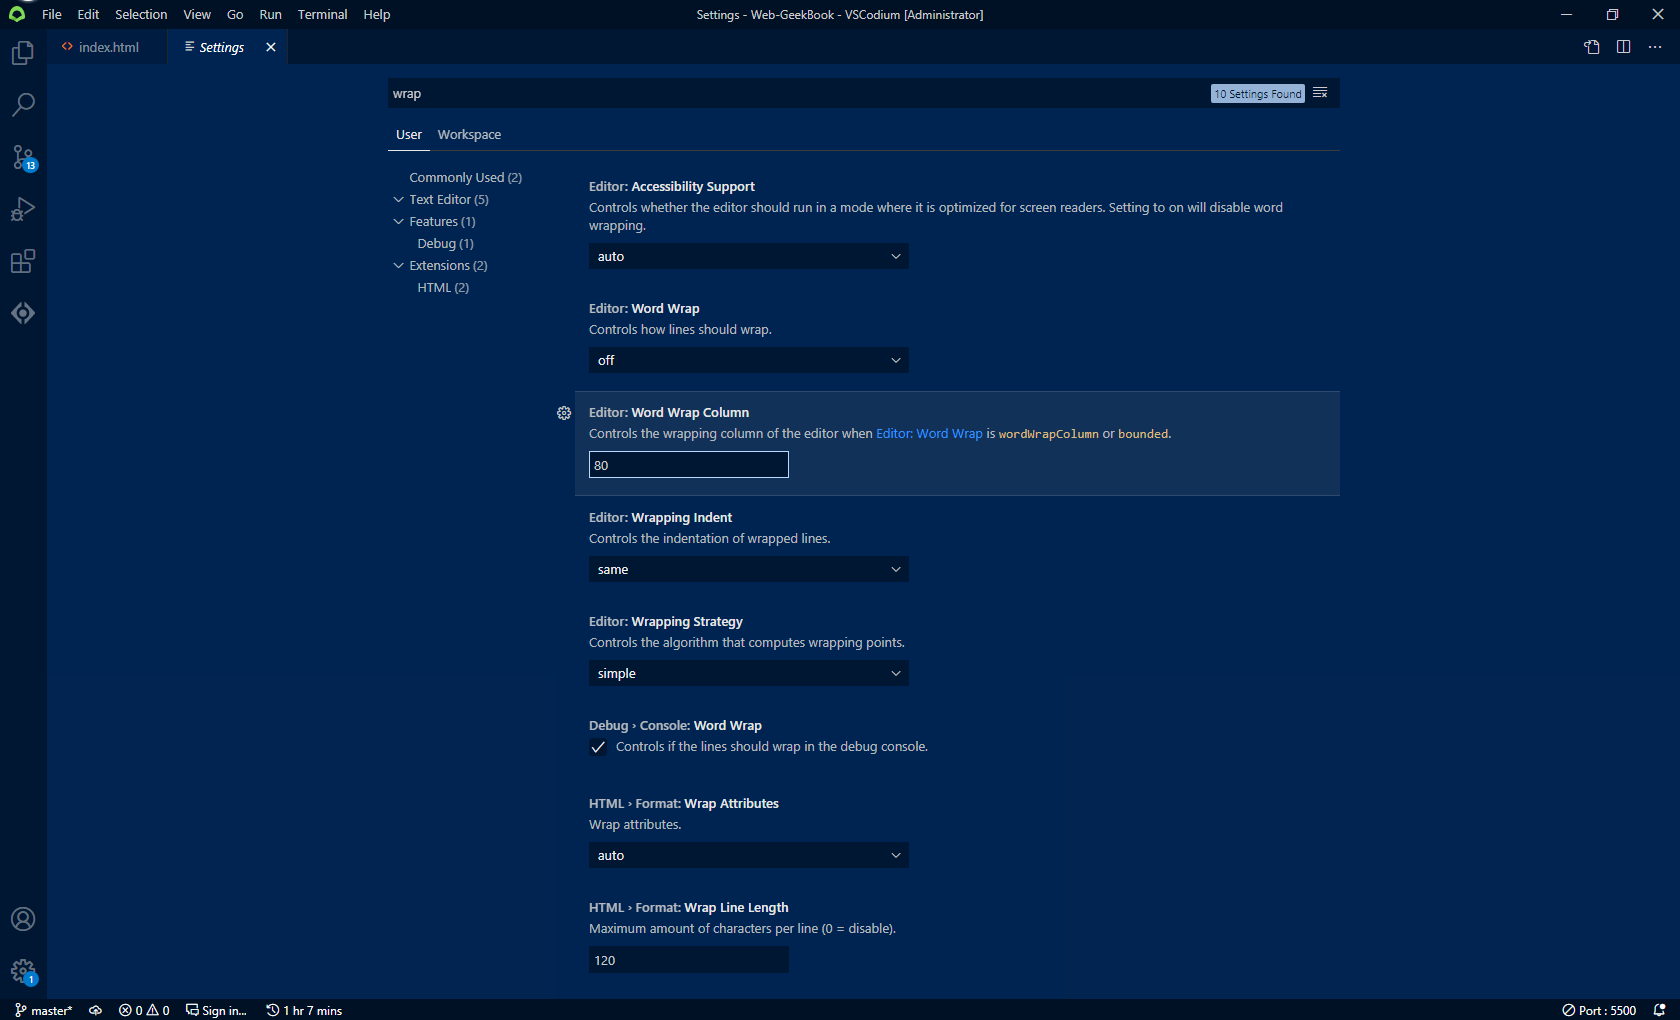 File Edit Selection View Go Run Terminal Help
Settings - Web-GeekBook - VSCodium [Administrator]
index.html
Settings
wrap
10 Settings Found
User Workspace
Commonly Used (2)
Text Editor (5)
Features (1)
Debug (1)
Extensions (2)
HTML (2)
Editor: Accessibility Support
Controls whether the editor should run in a mode where it is optimized for screen readers. Setting to on will disable word
wrapping.
auto
Editor: Word Wrap
Controls how lines should wrap.
off
Editor: Word Wrap Column
Controls the wrapping column of the editor when Editor: Word Wrap is wordWrapColumn or bounded.
80
Editor: Wrapping Indent
Controls the indentation of wrapped lines.
same
Editor: Wrapping Strategy
Controls the algorithm that computes wrapping points.
simple
Debug › Console: Word Wrap
Controls if the lines should wrap in the debug console.
HTML › Format: Wrap Attributes
Wrap attributes.
auto
HTML › Format: Wrap Line Length
Maximum amount of characters per line (0 = disable).
120
13
1
master* 0 0 Sign in... 1 hr 7 mins
Port : 5500